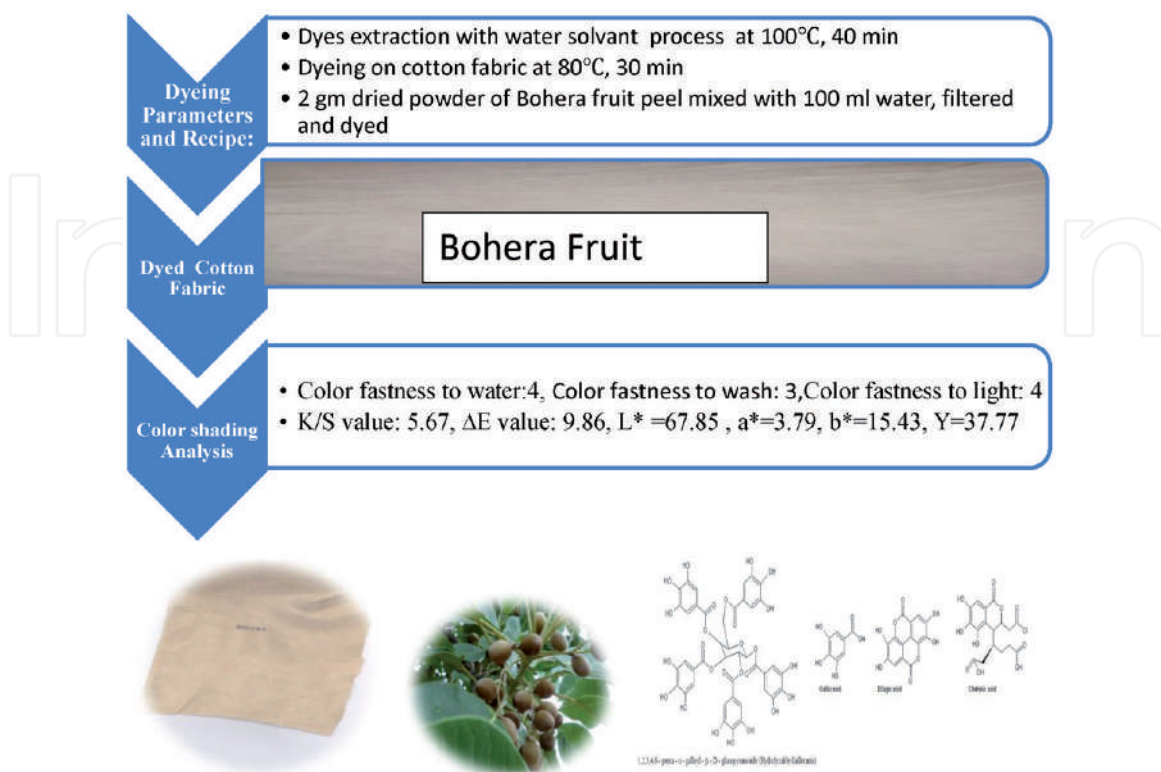 Dyeing
Parameters
and Recipe:
• Dyes extraction with water solvant process at 100℃, 40 min
• Dyeing on cotton fabric at 80℃, 30 min
• 2 gm dried powder of Bohera fruit peel mixed with 100 ml water, filtered
and dyed
Dyed Cotton
Fabric
Bohera Fruit
Color shading
Analysis
• Color fastness to water:4, Color fastness to wash: 3,Color fastness to light: 4
• K/S value: 5.67, ΔE value: 9.86, L* =67.85 , a*=3.79, b*=15.43, Y=37.77
Gallic acid
Ellagic acid